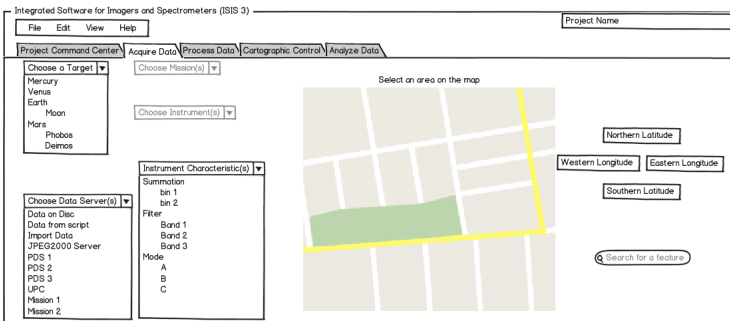 Integrated Software for Imagers and Spectrometers (ISIS 3)
Project Name
File Edit View Help
Project Command Center Acquire Data Process Data Cartographic Control Analyze Data
Choose a Target
Mercury
Venus
Earth
Moon
Mars
Phobos
Deimos
Choose Mission(s)
Choose Instrument(s)
Select an area on the map
Northern Latitude
Western Longitude Eastern Longitude
Southern Latitude
Search for a feature
Choose Data Server(s)
Data on Disc
Data from script
Import Data
JPEG2000 Server
PDS 1
PDS 2
PDS 3
UPC
Mission 1
Mission 2
Instrument Characteristic(s)
Summation
bin 1
bin 2
Filter
Band 1
Band 2
Band 3
Mode
A
B
C